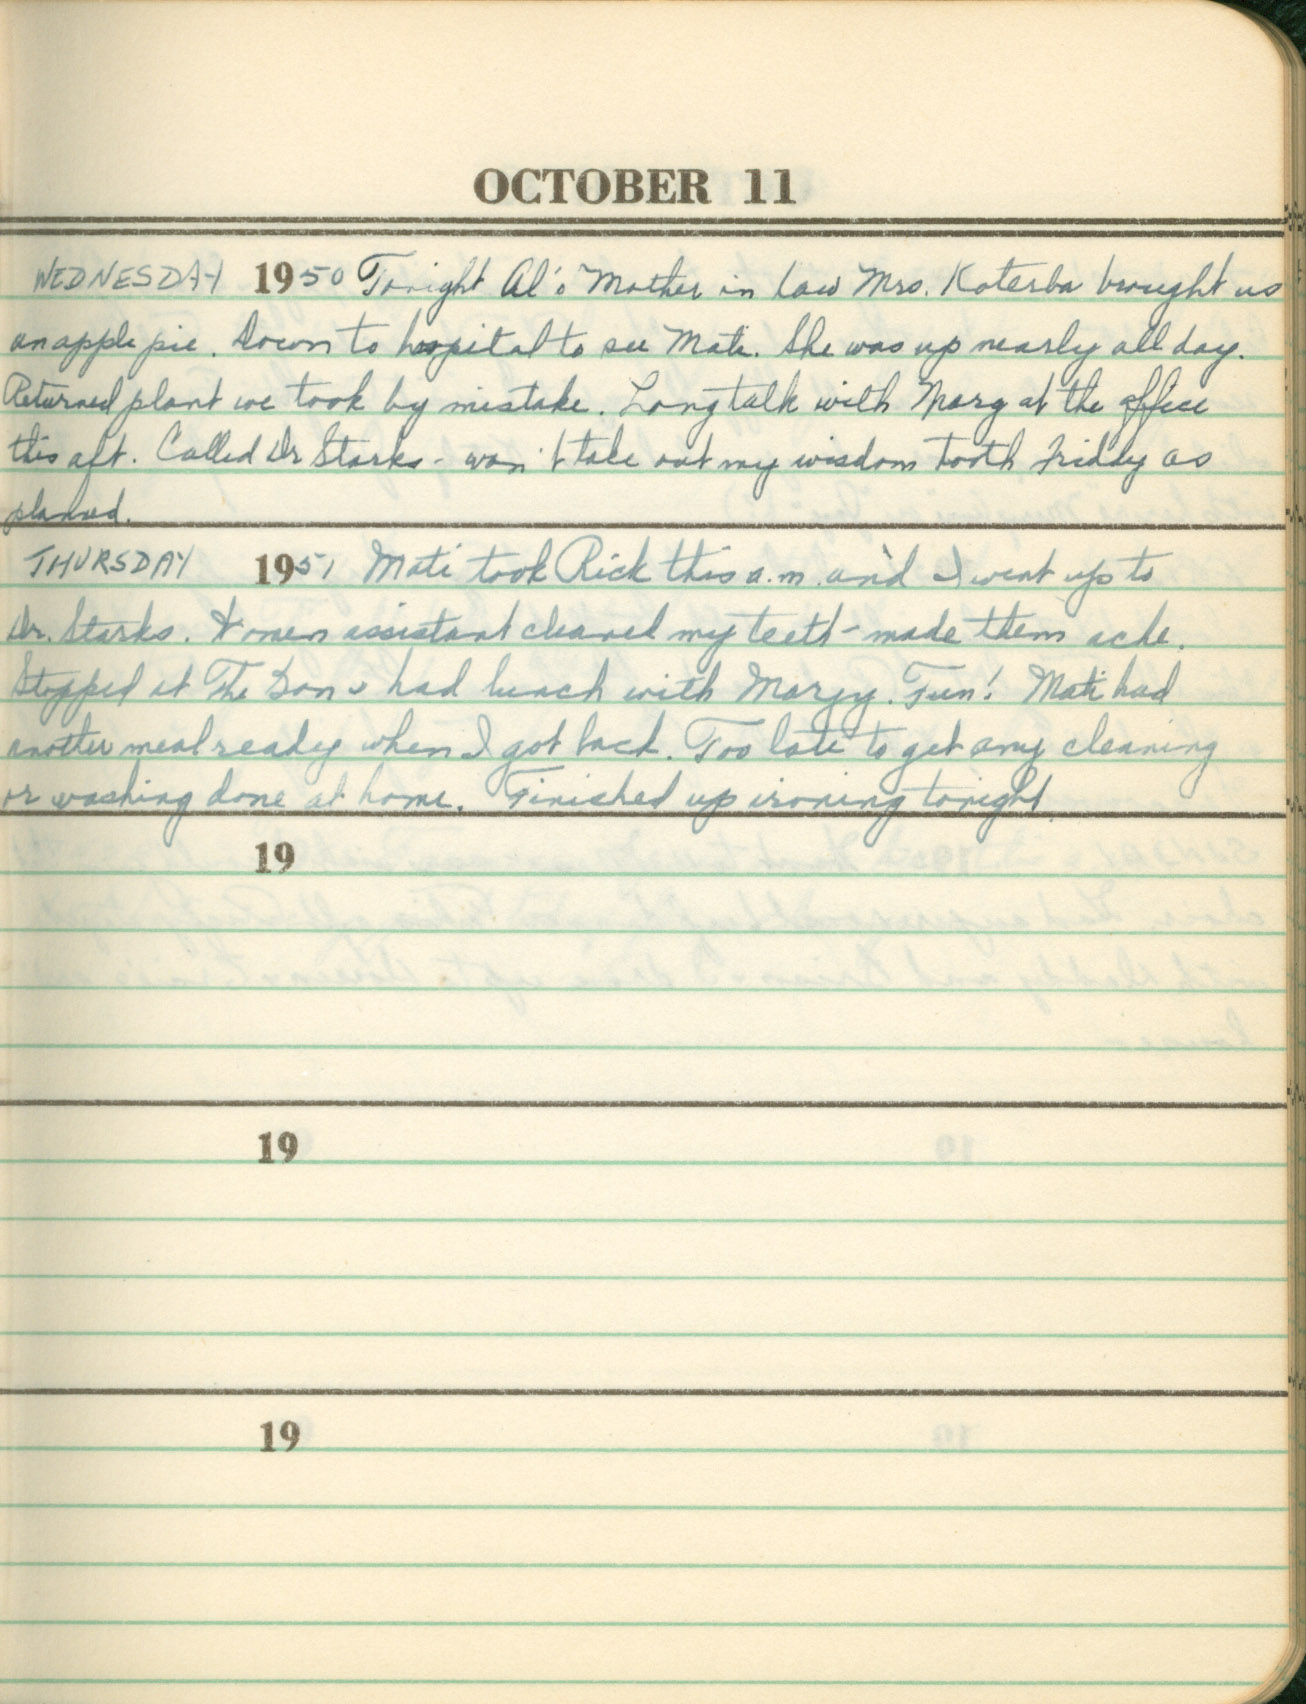 OCTOBER 11
WEDNESDAY 1950 Tonight Al's Mother in law Mrs. Koterba brought us
an apple pie. Down to hospital to see Mati. She was up nearly all day.
Returned plant we took by mistake. Long talk with Marg at the office
this aft. Called Dr Starks - won't take out my wisdom tooth Friday as
planned.
THURSDAY 1951 Mati took Rick this a.m. and I went up to
Dr. Starks. Women assistant cleaned my teeth - made them ache.
Stopped at The Bon & had lunch with Margy. Fun! Mati had
another meal ready when I got back. Too late to get any cleaning
or washing done at home. Finished up ironing tonight
19
19
19